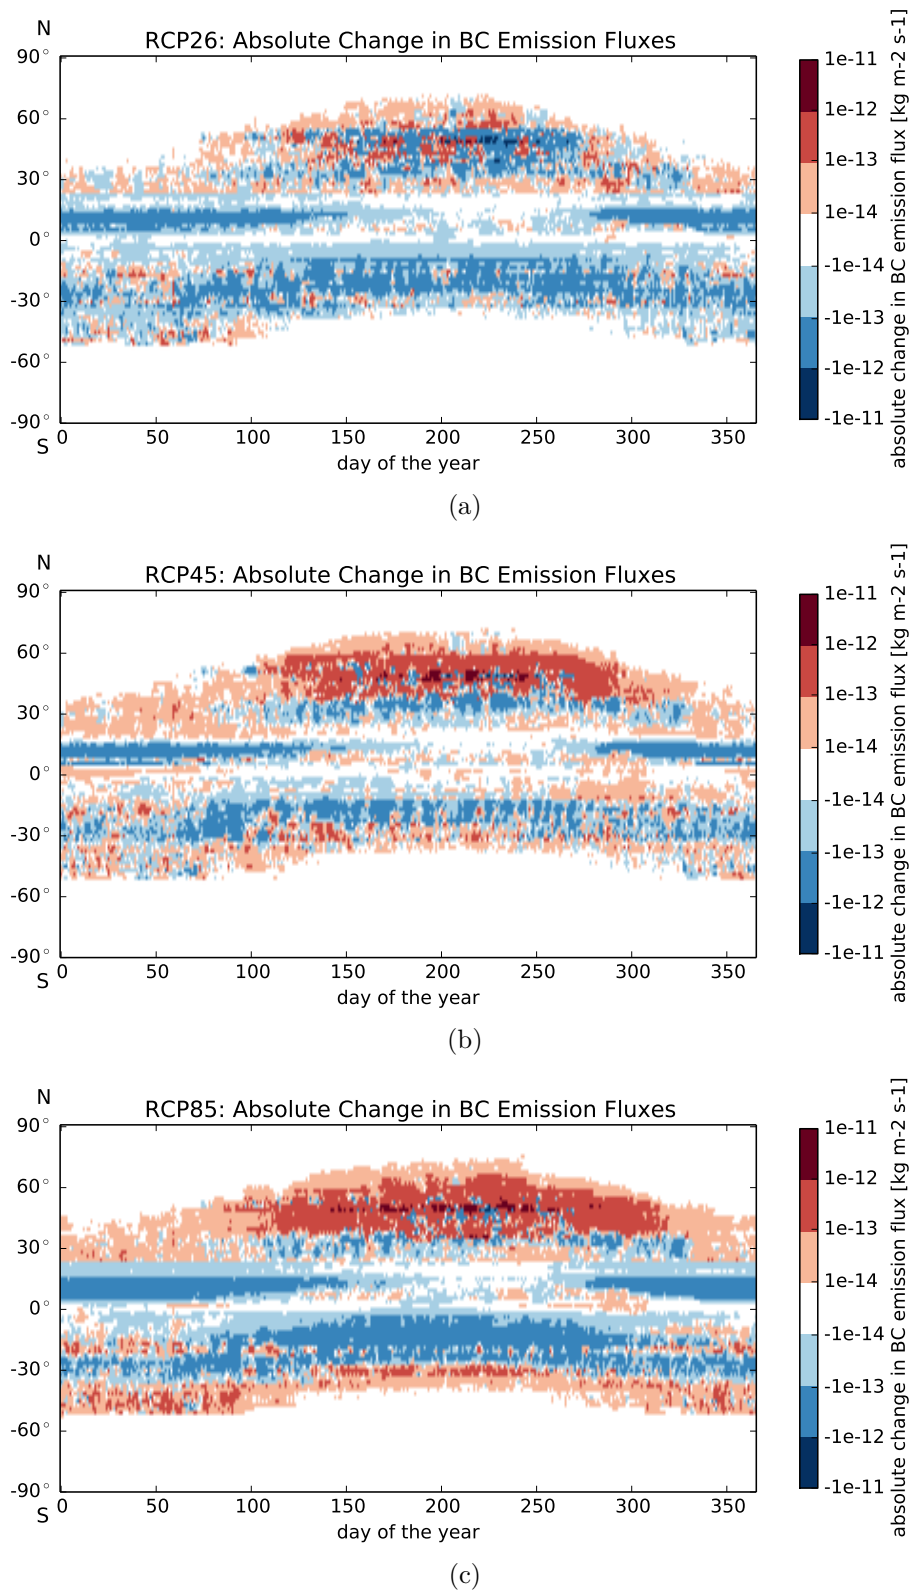 N
RCP26: Absolute Change in BC Emission Fluxes
90°
60°
30°
0°
-30°
-60°
-90°
S
0 50 100 150 200 250 300 350
day of the year
1e-11
1e-12
1e-13
1e-14
-1e-14
-1e-13
-1e-12
-1e-11
absolute change in BC emission flux [kg m-2 s-1]
(a)
N
RCP45: Absolute Change in BC Emission Fluxes
90°
60°
30°
0°
-30°
-60°
-90°
S
0 50 100 150 200 250 300 350
day of the year
1e-11
1e-12
1e-13
1e-14
-1e-14
-1e-13
-1e-12
-1e-11
absolute change in BC emission flux [kg m-2 s-1]
(b)
N
RCP85: Absolute Change in BC Emission Fluxes
90°
60°
30°
0°
-30°
-60°
-90°
S
0 50 100 150 200 250 300 350
day of the year
1e-11
1e-12
1e-13
1e-14
-1e-14
-1e-13
-1e-12
-1e-11
absolute change in BC emission flux [kg m-2 s-1]
(c)